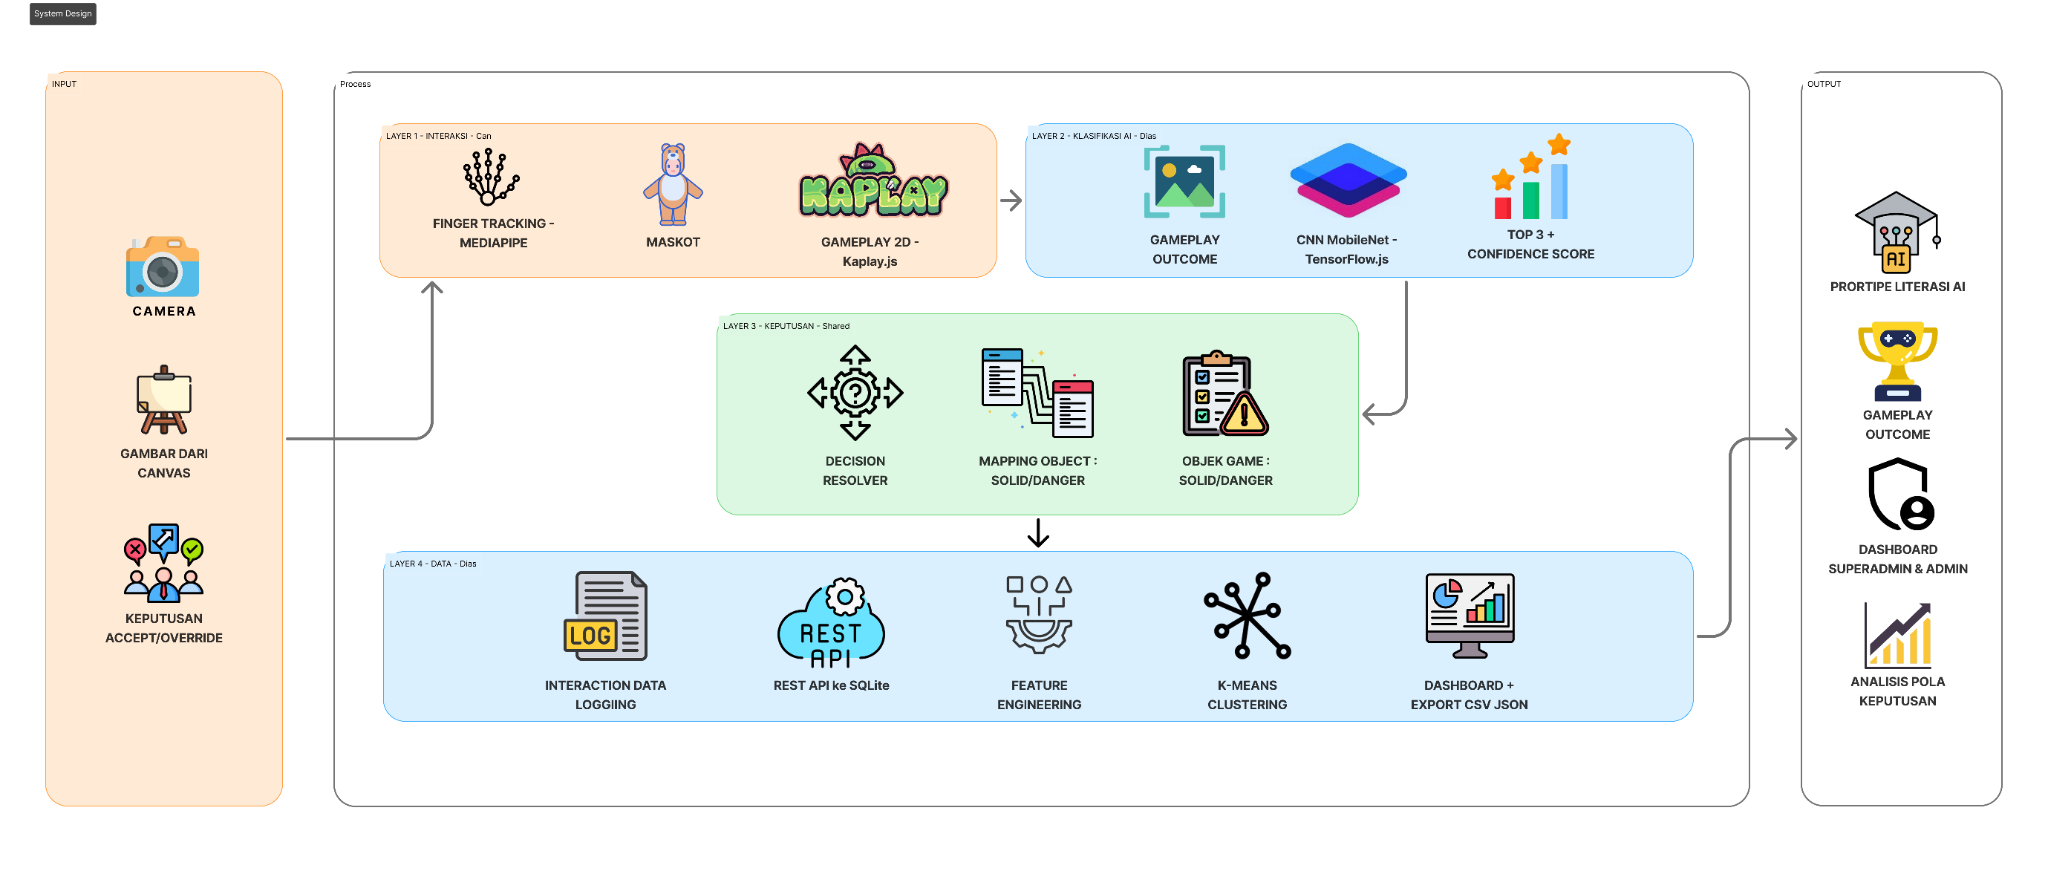 System Design
INPUT
CAMERA
GAMBAR DARI
CANVAS
KEPUTUSAN
ACCEPT/OVERRIDE
Process
LAYER 1 - INTERAKSI - Can
FINGER TRACKING -
MEDIAPIPE
MASKOT
KAPLAY
GAMEPLAY 2D -
Kaplay.js
LAYER 2 - KLASIFIKASI AI - Dias
GAMEPLAY
OUTCOME
CNN MobileNet -
TensorFlow.js
TOP 3 +
CONFIDENCE SCORE
LAYER 3 - KEPUTUSAN - Shared
?
DECISION
RESOLVER
MAPPING OBJECT :
SOLID/DANGER
!
OBJEK GAME :
SOLID/DANGER
LAYER 4 - DATA - Dias
LOG
INTERACTION DATA
LOGIING
REST
API
REST API ke SQLite
FEATURE
ENGINEERING
K-MEANS
CLUSTERING
DASHBOARD +
EXPORT CSV JSON
OUTPUT
AI
PRORTIPE LITERASI AI
GAMEPLAY
OUTCOME
DASHBOARD
SUPERADMIN & ADMIN
ANALISIS POLA
KEPUTUSAN